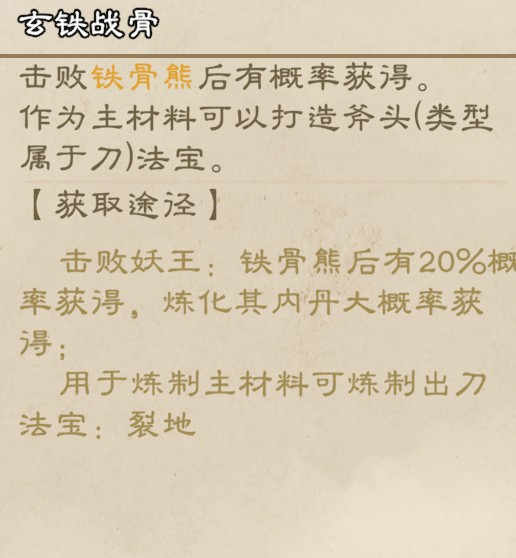 玄铁战骨
击败铁骨熊后有概率获得。
作为主材料可以打造斧头(类型
属于刀)法宝。
【获取途径】
击败妖王：铁骨熊后有20%概
率获得，炼化其内丹大概率获
得；
用于炼制主材料可炼制出刀
法宝：裂地